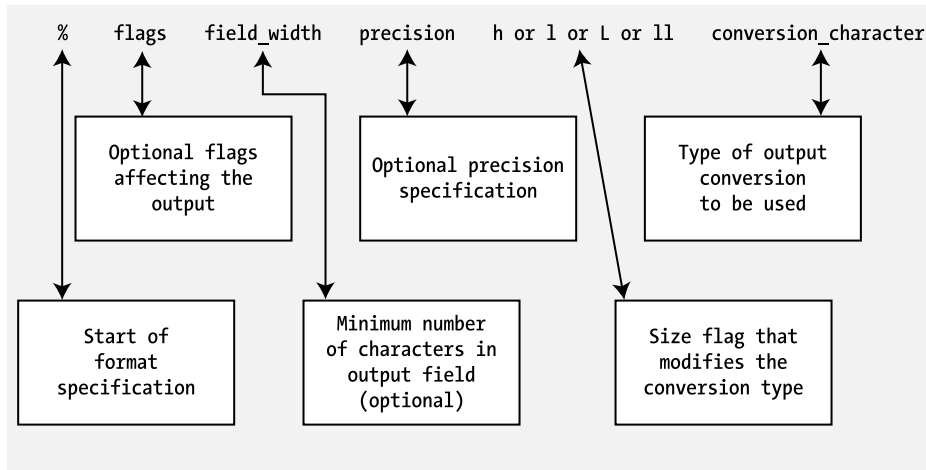 % flags field_width precision h or l or L or ll conversion_character
Optional flags
affecting the
output
Optional precision
specification
Type of output
conversion
to be used
Start of
format
specification
Minimum number
of characters in
output field
(optional)
Size flag that
modifies the
conversion type